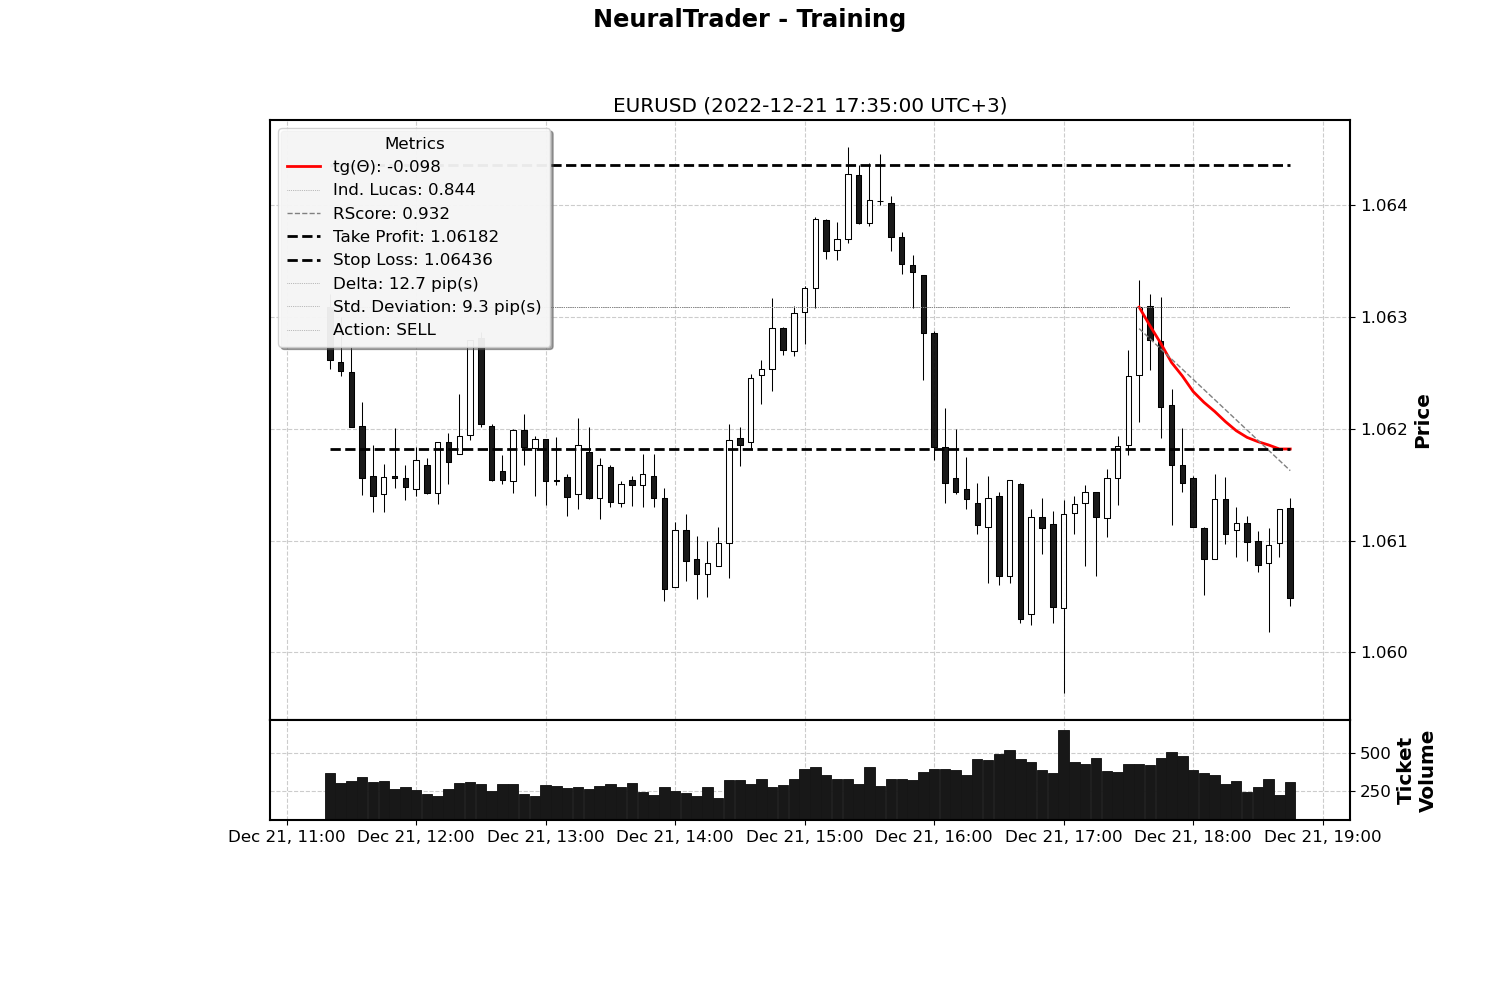 NeuralTrader - Training
EURUSD (2022-12-21 17:35:00 UTC+3)
Metrics
tg(Θ): -0.098
Ind. Lucas: 0.844
RScore: 0.932
Take Profit: 1.06182
Stop Loss: 1.06436
Delta: 12.7 pip(s)
Std. Deviation: 9.3 pip(s)
Action: SELL
1.064
1.063
1.062
1.061
1.060
Price
500
250
Ticket
Volume
Dec 21, 11:00
Dec 21, 12:00
Dec 21, 13:00
Dec 21, 14:00
Dec 21, 15:00
Dec 21, 16:00
Dec 21, 17:00
Dec 21, 18:00
Dec 21, 19:00